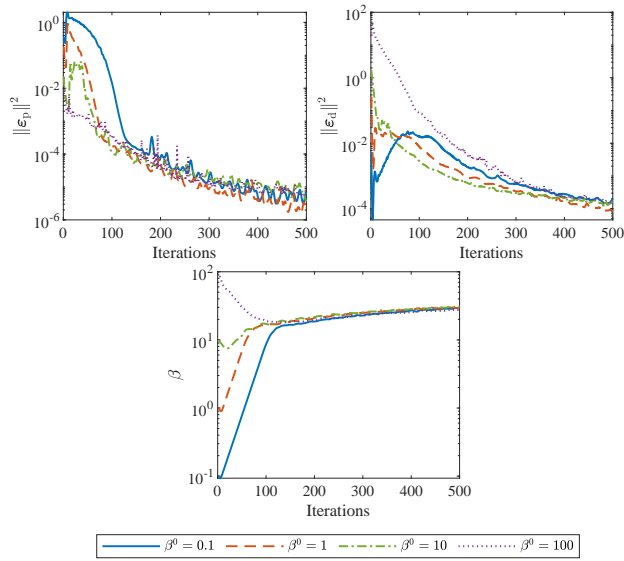 10^0
10^-2
10^-4
10^-6
‖ε_p‖^2
0 100 200 300 400 500
Iterations
10^2
10^0
10^-2
10^-4
‖ε_d‖^2
0 100 200 300 400 500
Iterations
10^2
10^1
10^0
10^-1
β
0 100 200 300 400 500
Iterations
β^0 = 0.1 β^0 = 1 β^0 = 10 β^0 = 100